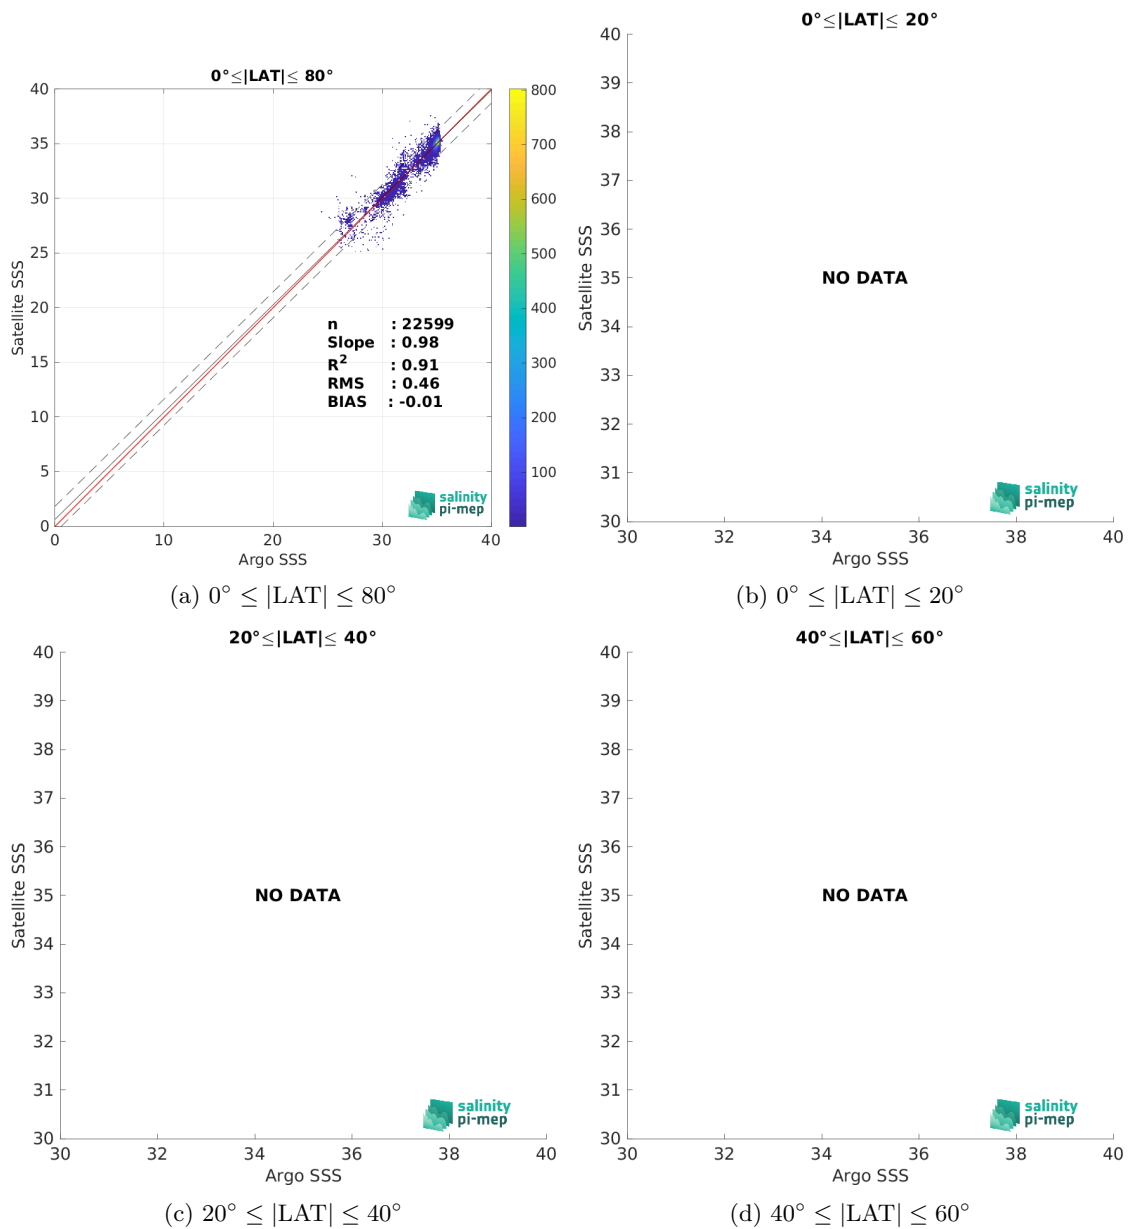 0°≤|LAT|≤ 80°
40
35
30
25
20
15
10
5
0
0
10
20
30
40
Satellite SSS
Argo SSS
n : 22599
Slope : 0.98
R² : 0.91
RMS : 0.46
BIAS : -0.01
salinity
pi-mep
800
700
600
500
400
300
200
100
(a) 0° ≤ |LAT| ≤ 80°
0°≤|LAT|≤ 20°
40
39
38
37
36
35
34
33
32
31
30
30
32
34
36
38
40
Satellite SSS
Argo SSS
NO DATA
salinity
pi-mep
(b) 0° ≤ |LAT| ≤ 20°
20°≤|LAT|≤ 40°
40
39
38
37
36
35
34
33
32
31
30
30
32
34
36
38
40
Satellite SSS
Argo SSS
NO DATA
salinity
pi-mep
(c) 20° ≤ |LAT| ≤ 40°
40°≤|LAT|≤ 60°
40
39
38
37
36
35
34
33
32
31
30
30
32
34
36
38
40
Satellite SSS
Argo SSS
NO DATA
salinity
pi-mep
(d) 40° ≤ |LAT| ≤ 60°